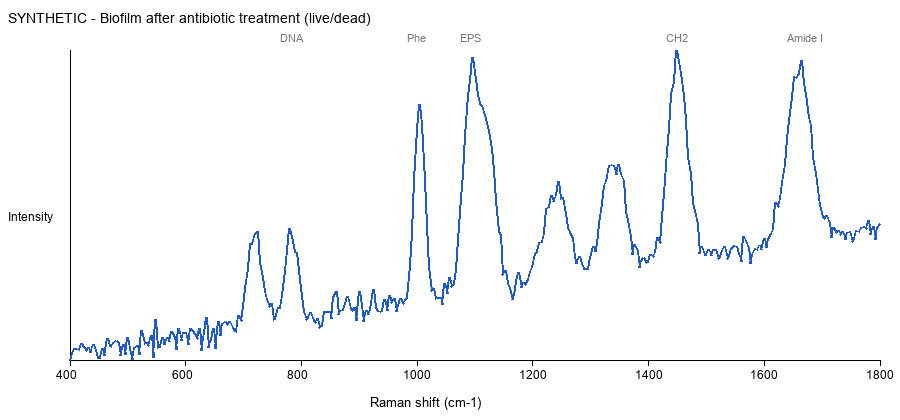 SYNTHETIC - Biofilm after antibiotic treatment (live/dead)
DNA Phe EPS CH2 Amide I
Intensity
400 600 800 1000 1200 1400 1600 1800
Raman shift (cm-1)